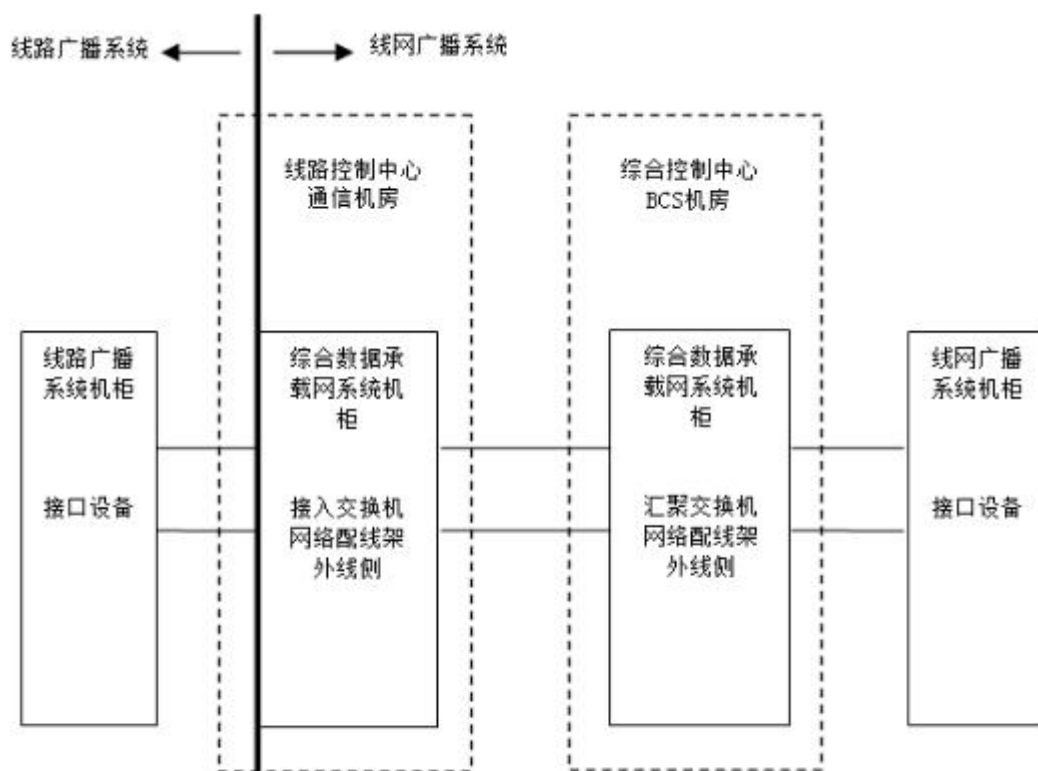 线路广播系统
线网广播系统
线路控制中心
通信机房
综合控制中心
BCS机房
线路广播
系统机柜
接口设备
综合数据承
载网系统机
柜
接入交换机
网络配线架
外线侧
综合数据承
载网系统机
柜
汇聚交换机
网络配线架
外线侧
线网广播
系统机柜
接口设备